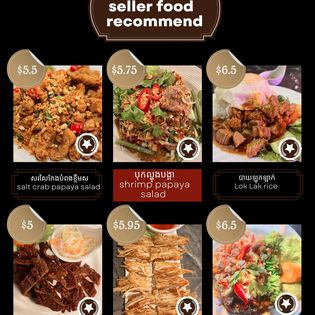 seller food
recommend
$5.5
$5.75
$6.5
បុកល្ហុងបង្គា
បាយឡុកឡាក់
salt crab papaya salad
shrimp papaya
salad
Lok Lak rice
$5
$5.95
$6.5